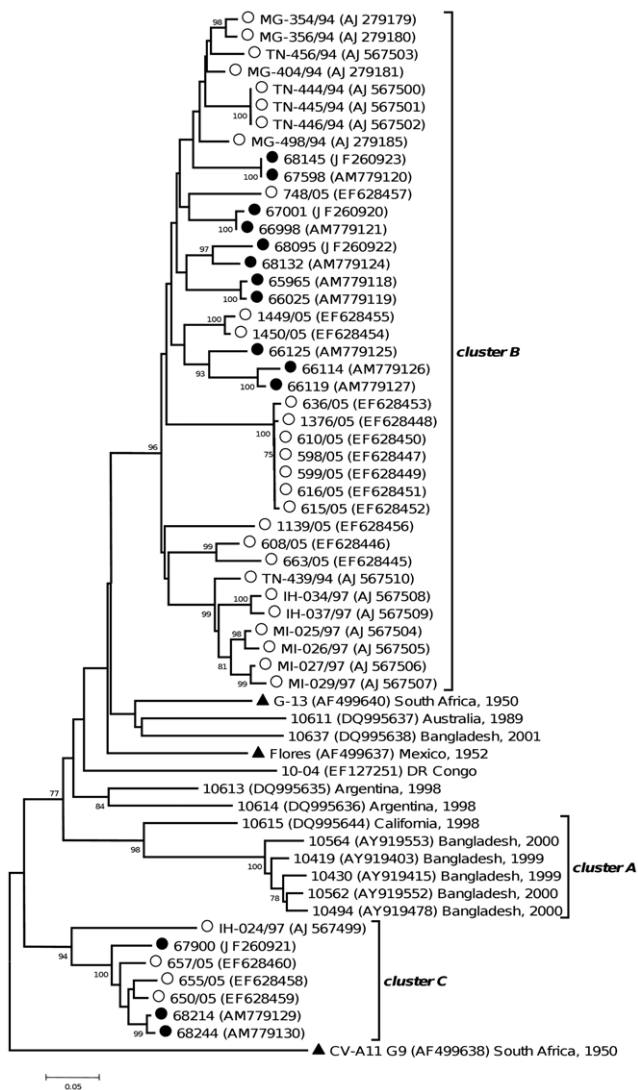 98
MG-354/94 (AJ 279179)
MG-356/94 (AJ 279180)
TN-456/94 (AJ 567503)
MG-404/94 (AJ 279181)
TN-444/94 (AJ 567500)
TN-445/94 (AJ 567501)
100
TN-446/94 (AJ 567502)
MG-498/94 (AJ 279185)
68145 (JF260923)
100
67598 (AM779120)
748/05 (EF628457)
67001 (JF260920)
100
66998 (AM779121)
97
68095 (JF260922)
68132 (AM779124)
65965 (AM779118)
100
66025 (AM779119)
100
1449/05 (EF628455)
1450/05 (EF628454)
66125 (AM779125)
cluster B
93
66114 (AM779126)
100
66119 (AM779127)
636/05 (EF628453)
1376/05 (EF628448)
100
610/05 (EF628450)
96
75
598/05 (EF628447)
599/05 (EF628449)
616/05 (EF628451)
615/05 (EF628452)
1139/05 (EF628456)
99
608/05 (EF628446)
663/05 (EF628445)
TN-439/94 (AJ 567510)
100
IH-034/97 (AJ 567508)
99
IH-037/97 (AJ 567509)
98
MI-025/97 (AJ 567504)
MI-026/97 (AJ 567505)
81
MI-027/97 (AJ 567506)
99
MI-029/97 (AJ 567507)
G-13 (AF499640) South Africa, 1950
10611 (DQ995637) Australia, 1989
10637 (DQ995638) Bangladesh, 2001
Flores (AF499637) Mexico, 1952
10-04 (EF127251) DR Congo
77
10613 (DQ995635) Argentina, 1998
84
10614 (DQ995636) Argentina, 1998
10615 (DQ995644) California, 1998
98
10564 (AY919553) Bangladesh, 2000
100
10419 (AY919403) Bangladesh, 1999
cluster A
10430 (AY919415) Bangladesh, 1999
78
10562 (AY919552) Bangladesh, 2000
10494 (AY919478) Bangladesh, 2000
IH-024/97 (AJ 567499)
94
67900 (JF260921)
100
657/05 (EF628460)
655/05 (EF628458)
cluster C
650/05 (EF628459)
68214 (AM779129)
99
68244 (AM779130)
CV-A11 G9 (AF499638) South Africa, 1950
0.05